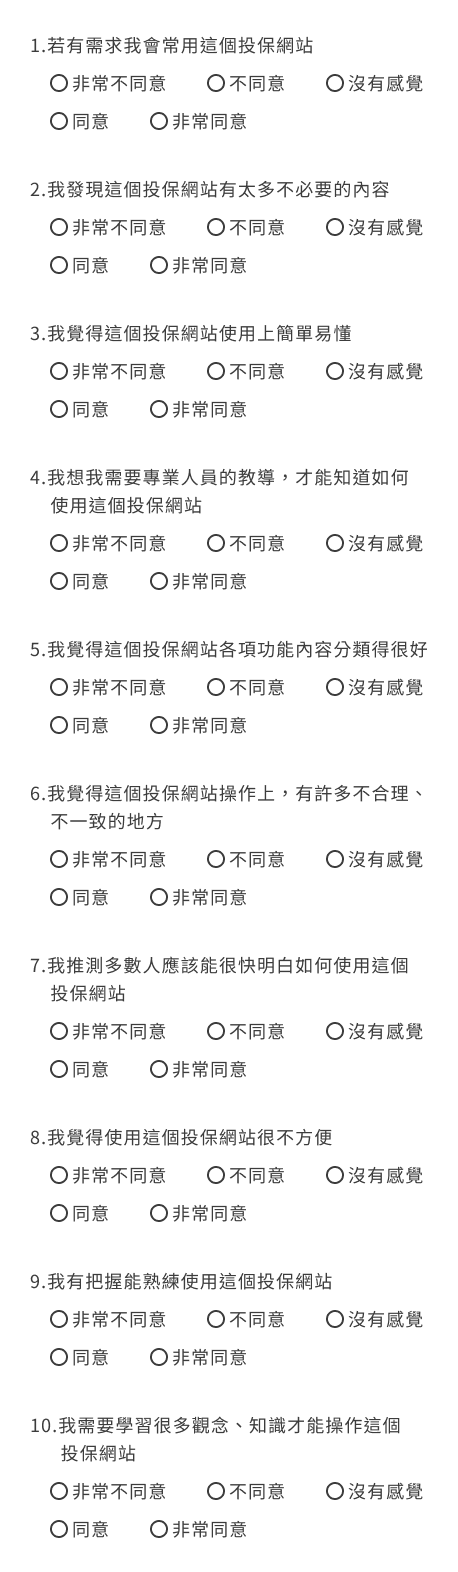 1.若有需求我會常用這個投保網站
非常不同意 不同意 沒有感覺
同意 非常同意
2.我發現這個投保網站有太多不必要的內容
非常不同意 不同意 沒有感覺
同意 非常同意
3.我覺得這個投保網站使用上簡單易懂
非常不同意 不同意 沒有感覺
同意 非常同意
4.我想我需要專業人員的教導，才能知道如何
使用這個投保網站
非常不同意 不同意 沒有感覺
同意 非常同意
5.我覺得這個投保網站各項功能內容分類得很好
非常不同意 不同意 沒有感覺
同意 非常同意
6.我覺得這個投保網站操作上，有許多不合理、
不一致的地方
非常不同意 不同意 沒有感覺
同意 非常同意
7.我推測多數人應該能很快明白如何使用這個
投保網站
非常不同意 不同意 沒有感覺
同意 非常同意
8.我覺得使用這個投保網站很不方便
非常不同意 不同意 沒有感覺
同意 非常同意
9.我有把握能熟練使用這個投保網站
非常不同意 不同意 沒有感覺
同意 非常同意
10.我需要學習很多觀念、知識才能操作這個
投保網站
非常不同意 不同意 沒有感覺
同意 非常同意